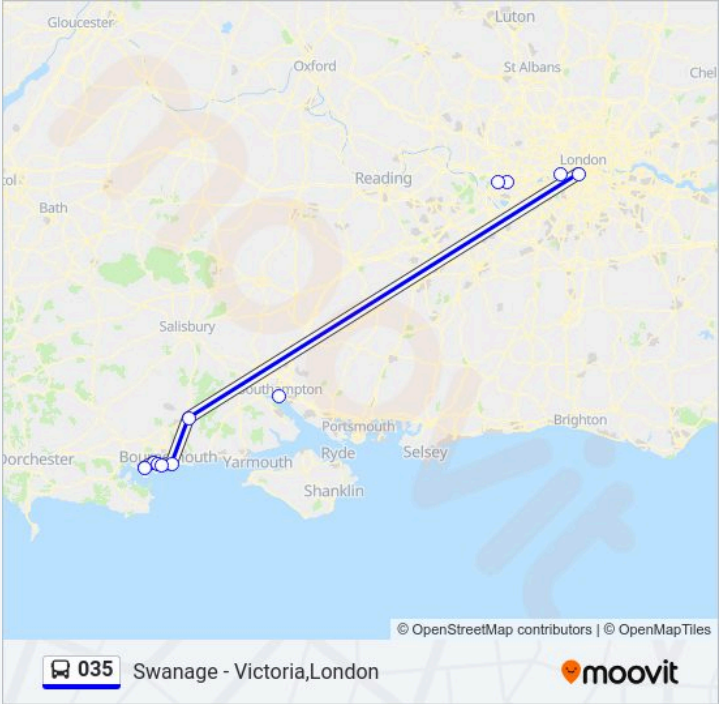 Gloucester
Luton
Oxford
St Albans
Chel
London
Reading
tol
Bath
Salisbury
Southampton
Portsmouth
Brighton
Dorchester
Bournemouth
Yarmouth
Ryde
Selsey
Shanklin
moovit
© OpenStreetMap contributors | © OpenMapTiles
035 Swanage - Victoria,London
moovit